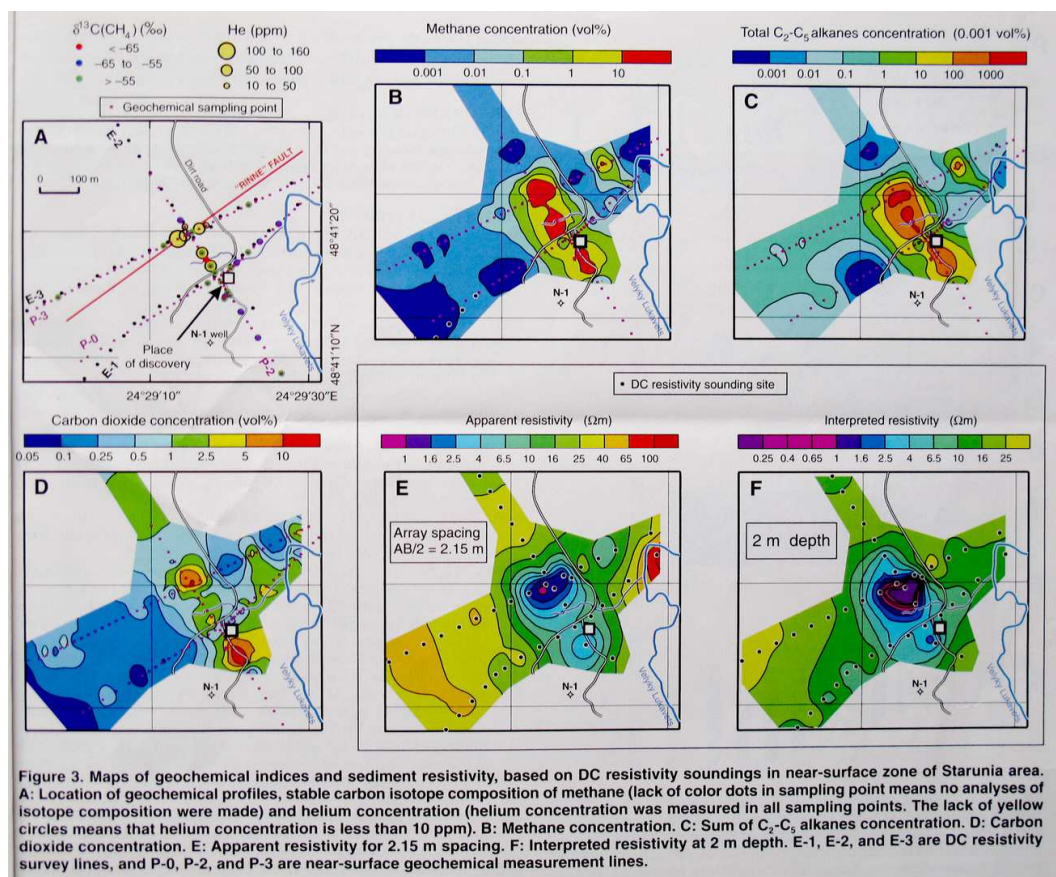 δ¹³C(CH₄) (‰)
< –65
–65 to –55
> –55
He (ppm)
100 to 160
50 to 100
10 to 50
Geochemical sampling point
A
E-2
0 100 m
Dirt road
"RINNE" FAULT
48°41'20"
E-3
P-3
P-0
E-1
N-1 well
Place
of discovery
P-2
Velyky Lukavets
48°41'10"N
24°29'10"
24°29'30"E
Methane concentration (vol%)
0.001 0.01 0.1 1 10
B
N-1
Velyky Lukavets
Total C₂-C₅ alkanes concentration (0.001 vol%)
0.001 0.01 0.1 1 10 100 1000
C
N-1
Velyky Lukavets
Carbon dioxide concentration (vol%)
0.05 0.1 0.25 0.5 1 2.5 5 10
D
N-1
Velyky Lukavets
DC resistivity sounding site
Apparent resistivity (Ωm)
1 1.6 2.5 4 6.5 10 16 25 40 65 100
E
Array spacing
AB/2 = 2.15 m
N-1
Velyky Lukavets
Interpreted resistivity (Ωm)
0.25 0.4 0.65 1 1.6 2.5 4 6.5 10 16 25
F
2 m depth
N-1
Velyky Lukavets
Figure 3. Maps of geochemical indices and sediment resistivity, based on DC resistivity soundings in near-surface zone of Starunia area.
A: Location of geochemical profiles, stable carbon isotope composition of methane (lack of color dots in sampling point means no analyses of
isotope composition were made) and helium concentration (helium concentration was measured in all sampling points. The lack of yellow
circles means that helium concentration is less than 10 ppm). B: Methane concentration. C: Sum of C₂-C₅ alkanes concentration. D: Carbon
dioxide concentration. E: Apparent resistivity for 2.15 m spacing. F: Interpreted resistivity at 2 m depth. E-1, E-2, and E-3 are DC resistivity
survey lines, and P-0, P-2, and P-3 are near-surface geochemical measurement lines.